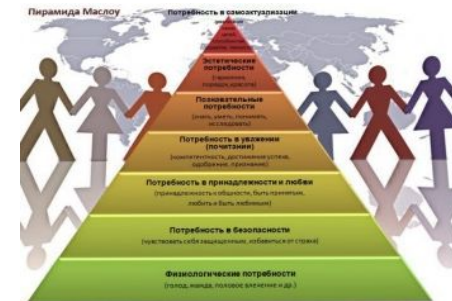 Пирамида Маслоу
Потребность в самоактуализации
Эстетические
потребности
(гармония,
порядок, красота)
Познавательные
потребности
(знать, уметь, понимать,
исследовать)
Потребность в уважении
(почитании)
(компетентность, достижение успеха,
одобрение, признание)
Потребность в принадлежности и любви
(принадлежность к общности, быть принятым,
любить и быть любимым)
Потребность в безопасности
(чувствовать себя защищенным, избавиться от страха)
Физиологические потребности
(голод, жажда, половое влечение и др.)